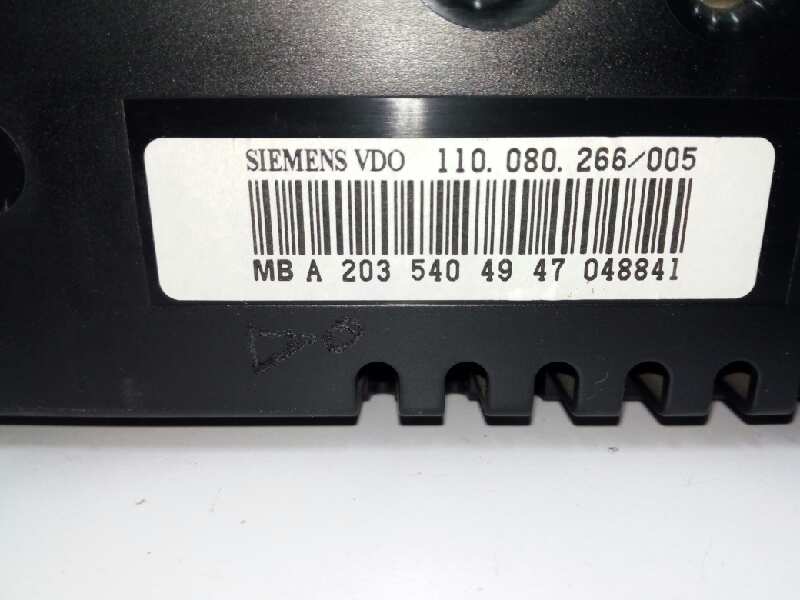 SIEMENS VDO 110.080.266/005
MB A 203 540 49 47 048841